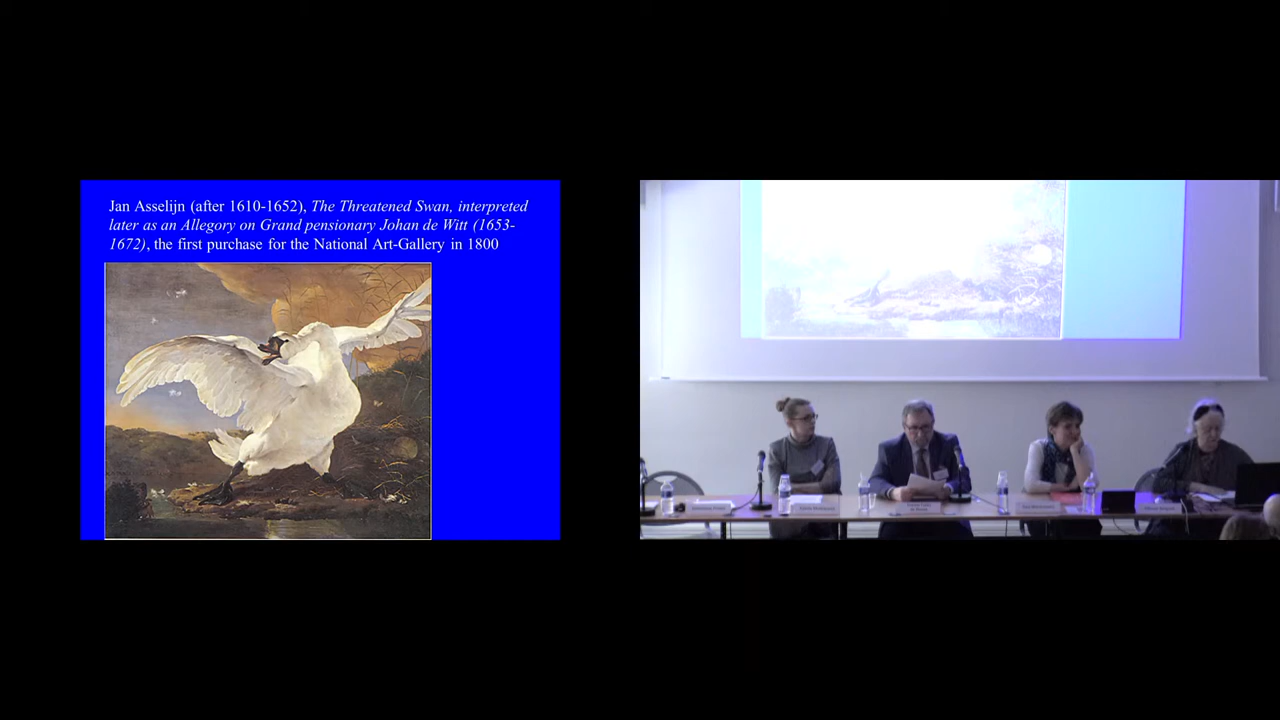 Jan Asselijn (after 1610-1652), The Threatened Swan, interpreted
later as an Allegory on Grand pensionary Johan de Witt (1653-
1672), the first purchase for the National Art-Gallery in 1800